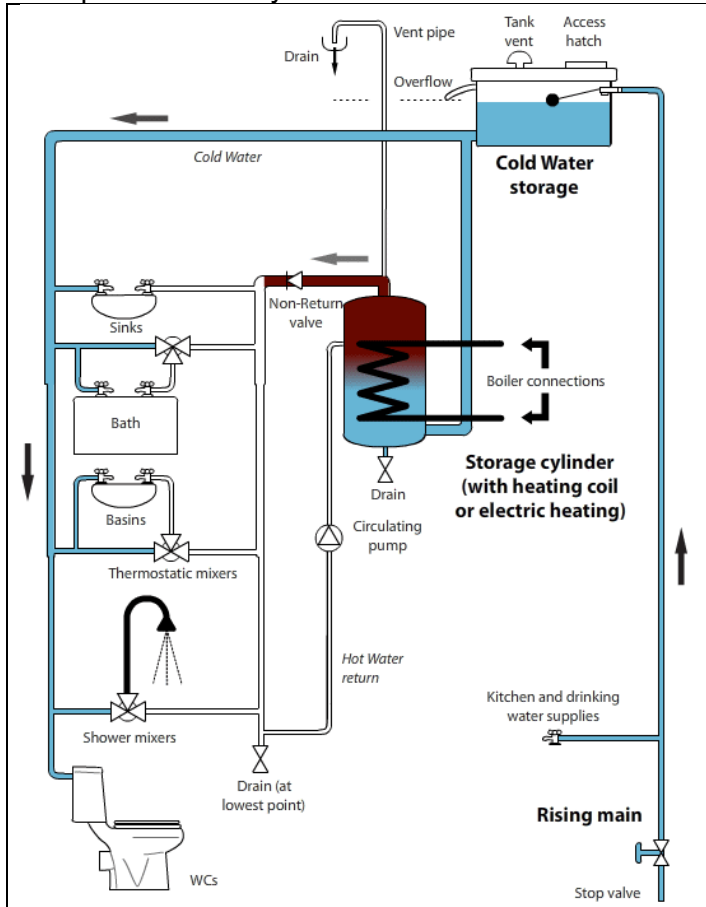 Vent pipe
Tank
vent
Access
hatch
Drain
Overflow
Cold Water
Cold Water
storage
Non-Return
valve
Sinks
Boiler connections
Bath
Storage cylinder
(with heating coil
or electric heating)
Drain
Basins
Circulating
pump
Thermostatic mixers
Hot Water
return
Kitchen and drinking
water supplies
Shower mixers
Drain (at
lowest point)
Rising main
WCs
Stop valve